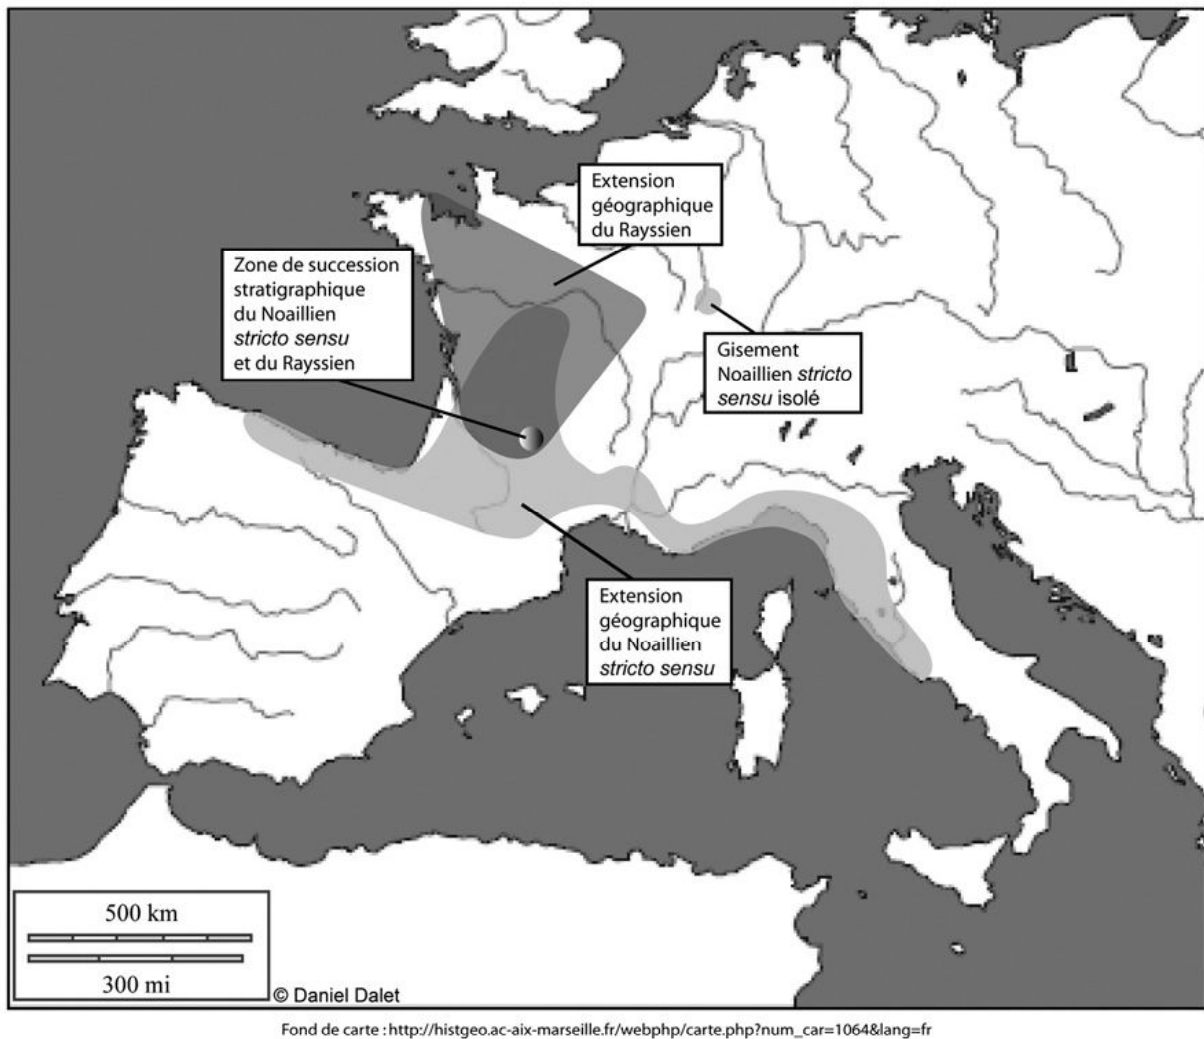 Extension
géographique
du Rayssien
Zone de succession
stratigraphique
du Noaillien
stricto sensu
et du Rayssien
Gisement
Noaillien stricto
sensu isolé
Extension
géographique
du Noaillien
stricto sensu
500 km
300 mi
© Daniel Dalet
Fond de carte : http://histgeo.ac-aix-marseille.fr/webphp/carte.php?num_car=1064&lang=fr